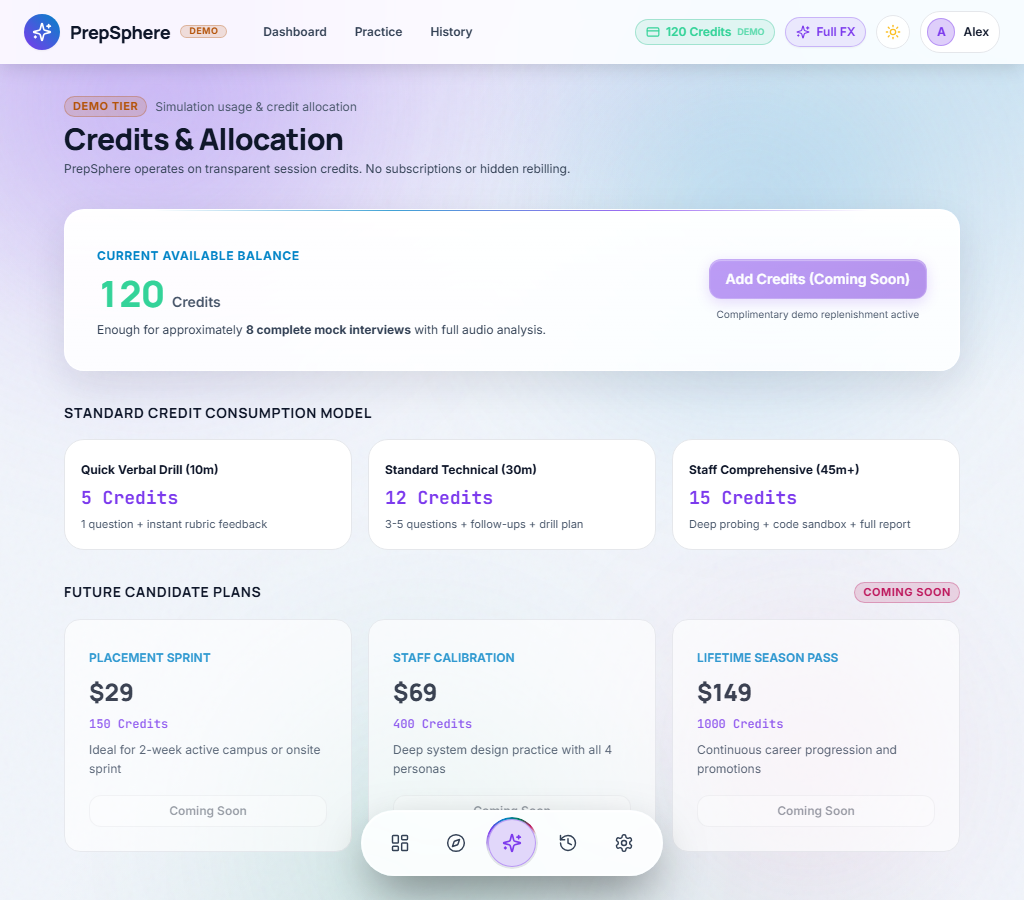 PrepSphere DEMO Dashboard Practice History 120 Credits DEMO Full FX A Alex
DEMO TIER Simulation usage & credit allocation
Credits & Allocation
PrepSphere operates on transparent session credits. No subscriptions or hidden rebilling.
CURRENT AVAILABLE BALANCE
120 Credits
Enough for approximately 8 complete mock interviews with full audio analysis.
Add Credits (Coming Soon)
Complimentary demo replenishment active
STANDARD CREDIT CONSUMPTION MODEL
Quick Verbal Drill (10m)
5 Credits
1 question + instant rubric feedback
Standard Technical (30m)
12 Credits
3-5 questions + follow-ups + drill plan
Staff Comprehensive (45m+)
15 Credits
Deep probing + code sandbox + full report
FUTURE CANDIDATE PLANS
COMING SOON
PLACEMENT SPRINT
$29
150 Credits
Ideal for 2-week active campus or onsite
sprint
Coming Soon
STAFF CALIBRATION
$69
400 Credits
Deep system design practice with all 4
personas
Coming Soon
LIFETIME SEASON PASS
$149
1000 Credits
Continuous career progression and
promotions
Coming Soon